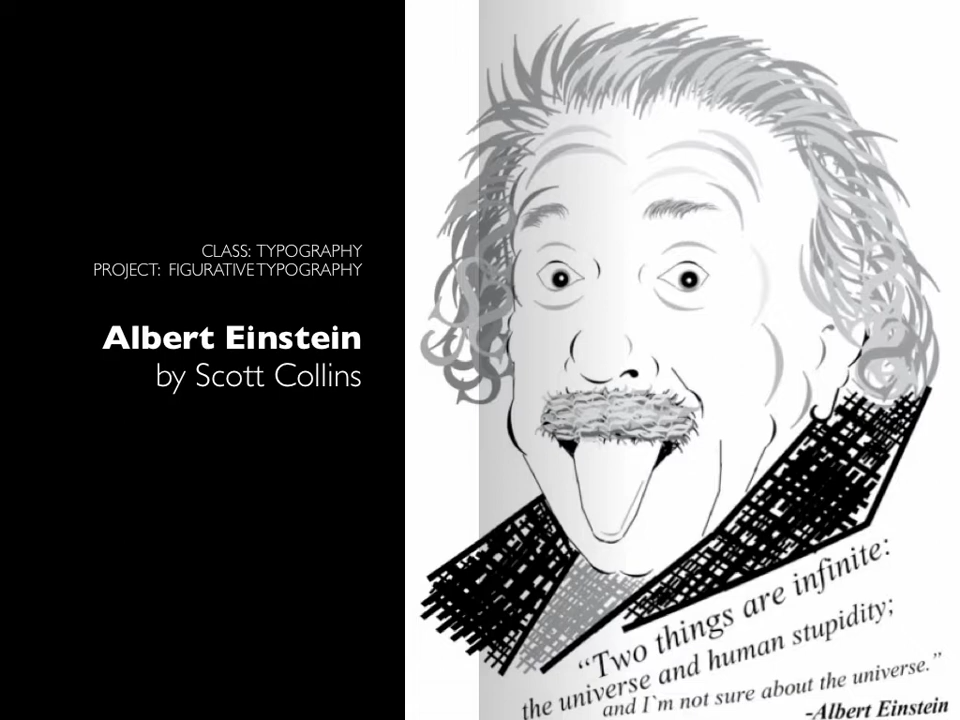 CLASS: TYPOGRAPHY
PROJECT: FIGURATIVE TYPOGRAPHY
Albert Einstein
by Scott Collins
“Two things are infinite:
the universe and human stupidity;
and I`m not sure about the universe.”
-Albert Einstein